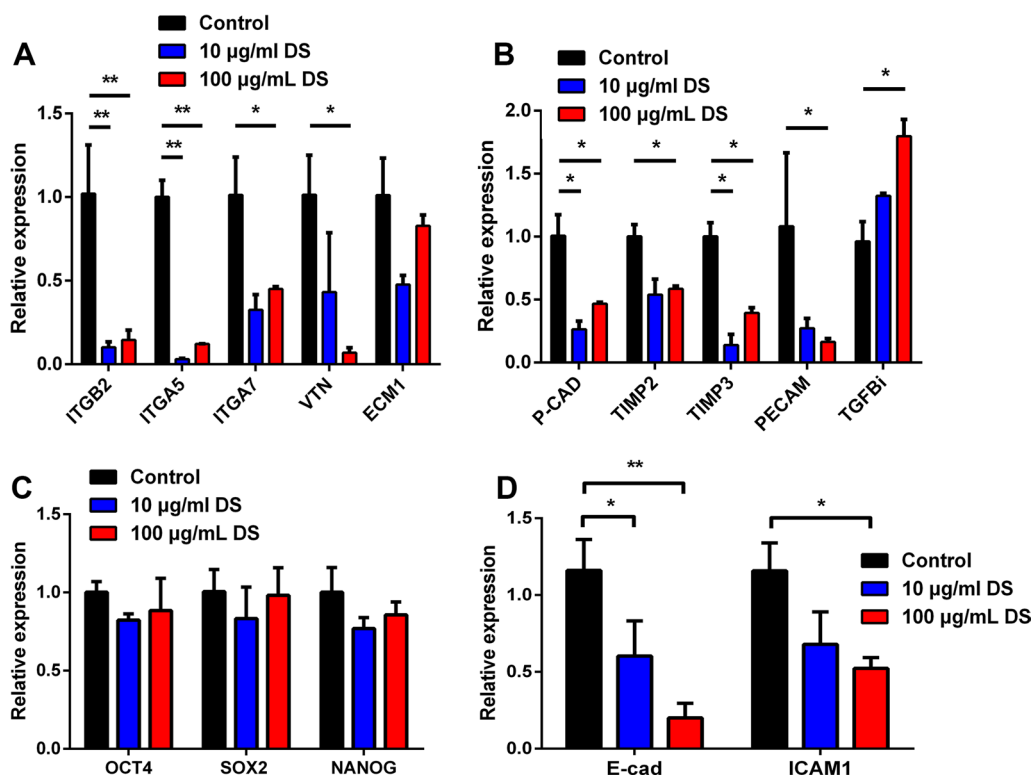 A
Control
10 µg/ml DS
100 µg/mL DS
** ** * *
** **
Relative expression
1.5
1.0
0.5
0.0
ITGB2 ITGA5 ITGA7 VTN ECM1
B
Control
10 µg/ml DS
100 µg/mL DS
*
*
* * *
* *
Relative expression
2.0
1.5
1.0
0.5
0.0
P-CAD TIMP2 TIMP3 PECAM TGFBi
C
Control
10 µg/ml DS
100 µg/mL DS
Relative expression
1.5
1.0
0.5
0.0
OCT4 SOX2 NANOG
D
**
* *
Control
10 µg/ml DS
100 µg/mL DS
Relative expression
1.5
1.0
0.5
0.0
E-cad ICAM1